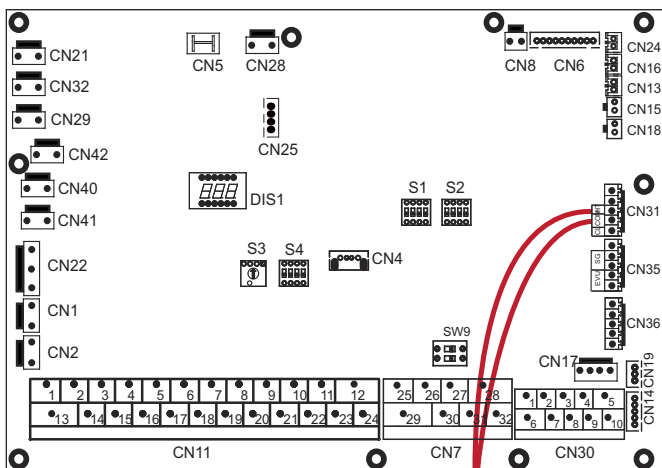 CN21
CN32
CN29
CN42
CN40
CN41
CN22
CN1
CN2
CN5
CN28
CN25
DIS1
S1 S2
S3 S4
CN4
SW9
CN8 CN6
CN24
CN16
CN13
CN15
CN18
CN31
EVU SG
CN35
CN36
CN17
CN19
CN14
1 2 3 4 5 6 7 8 9 10 11 12
13 14 15 16 17 18 19 20 21 22 23 24
CN11
25 26 27 28
29 30 31 32
CN7
1 2 3 4 5
6 7 8 9 10
CN30